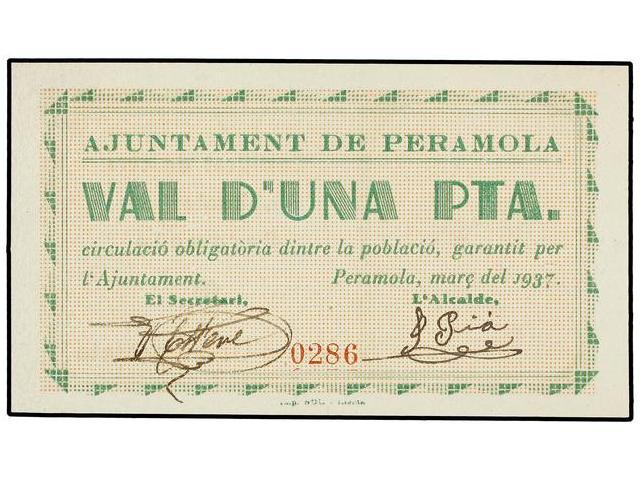 AJUNTAMENT DE PERAMOLA
VAL D'UNA PTA.
circulació obligatòria dintre la població, garantit per
l'Ajuntament. Peramola, març del 1937.
El Secretari, L'Alcalde,
0286